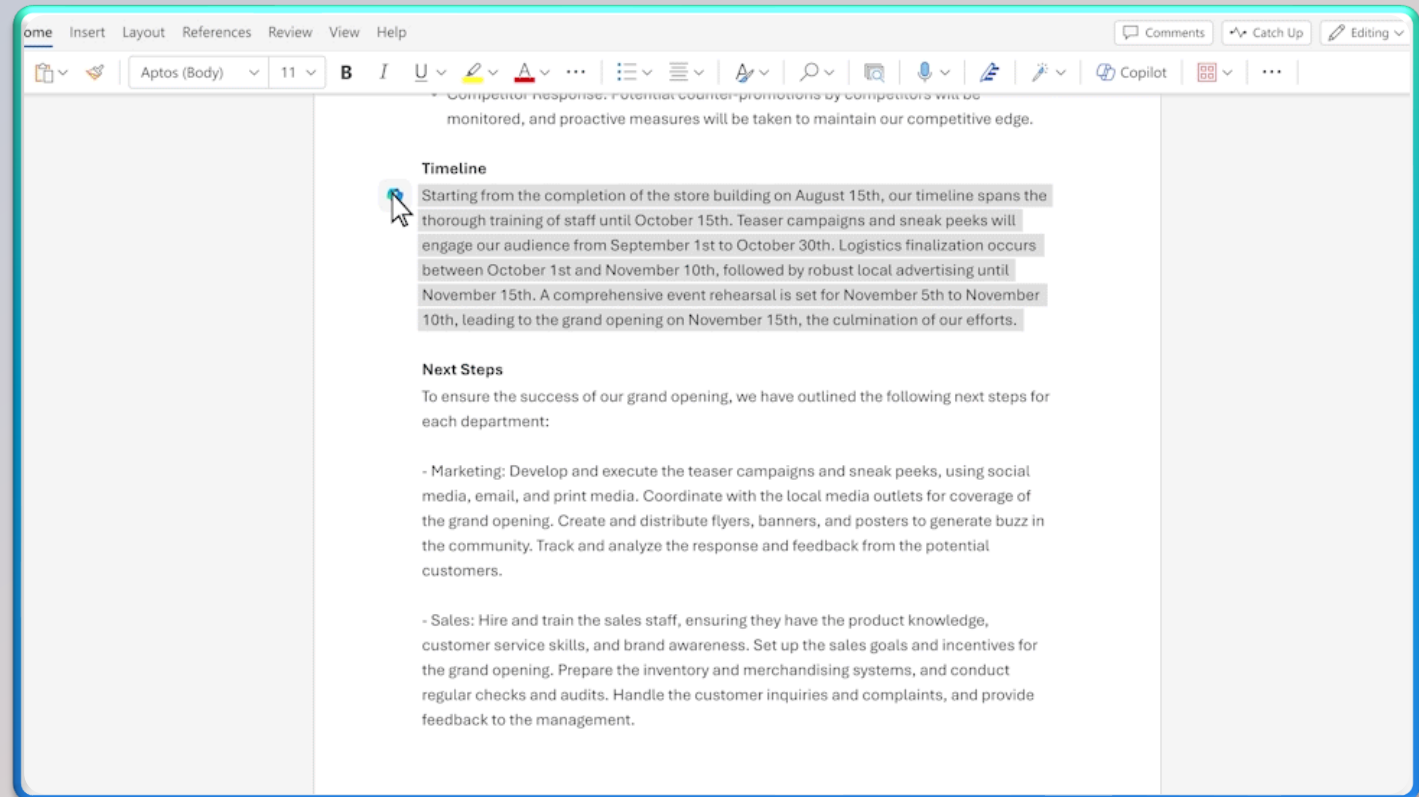 ome Insert Layout References Review View Help Comments Catch Up Editing
Aptos (Body) 11 B I U A A Copilot
Competitor Response: Potential counter-promotions by competitors will be
monitored, and proactive measures will be taken to maintain our competitive edge.
Timeline
Starting from the completion of the store building on August 15th, our timeline spans the
thorough training of staff until October 15th. Teaser campaigns and sneak peeks will
engage our audience from September 1st to October 30th. Logistics finalization occurs
between October 1st and November 10th, followed by robust local advertising until
November 15th. A comprehensive event rehearsal is set for November 5th to November
10th, leading to the grand opening on November 15th, the culmination of our efforts.
Next Steps
To ensure the success of our grand opening, we have outlined the following next steps for
each department:
- Marketing: Develop and execute the teaser campaigns and sneak peeks, using social
media, email, and print media. Coordinate with the local media outlets for coverage of
the grand opening. Create and distribute flyers, banners, and posters to generate buzz in
the community. Track and analyze the response and feedback from the potential
customers.
- Sales: Hire and train the sales staff, ensuring they have the product knowledge,
customer service skills, and brand awareness. Set up the sales goals and incentives for
the grand opening. Prepare the inventory and merchandising systems, and conduct
regular checks and audits. Handle the customer inquiries and complaints, and provide
feedback to the management.